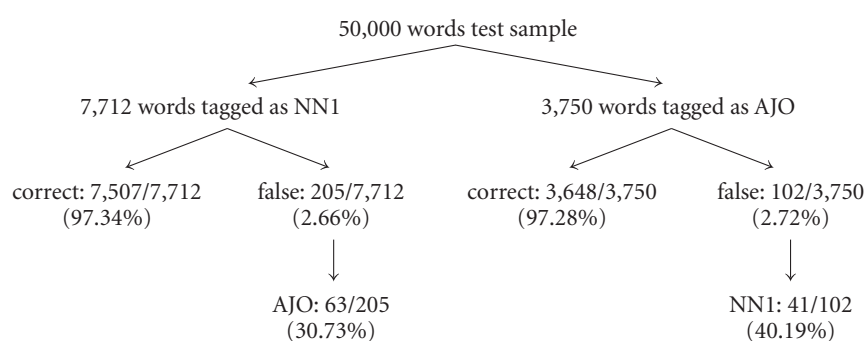 50,000 words test sample
7,712 words tagged as NN1
3,750 words tagged as AJO
correct: 7,507/7,712
(97.34%)
false: 205/7,712
(2.66%)
correct: 3,648/3,750
(97.28%)
false: 102/3,750
(2.72%)
AJO: 63/205
(30.73%)
NN1: 41/102
(40.19%)